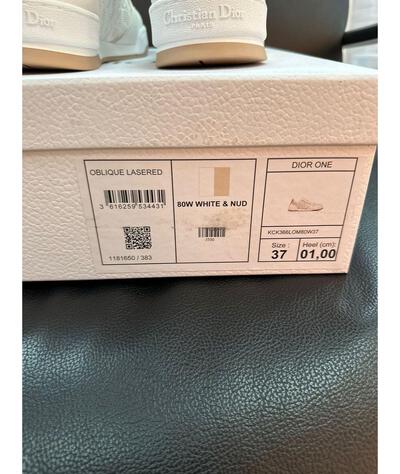 Christian Dior
PARIS
OBLIQUE LASERED
3 616259 534431
1181650 / 383
80W WHITE & NUD
DIOR ONE
KCK366LOM80W37
Size :
37
Heel (cm):
01,00